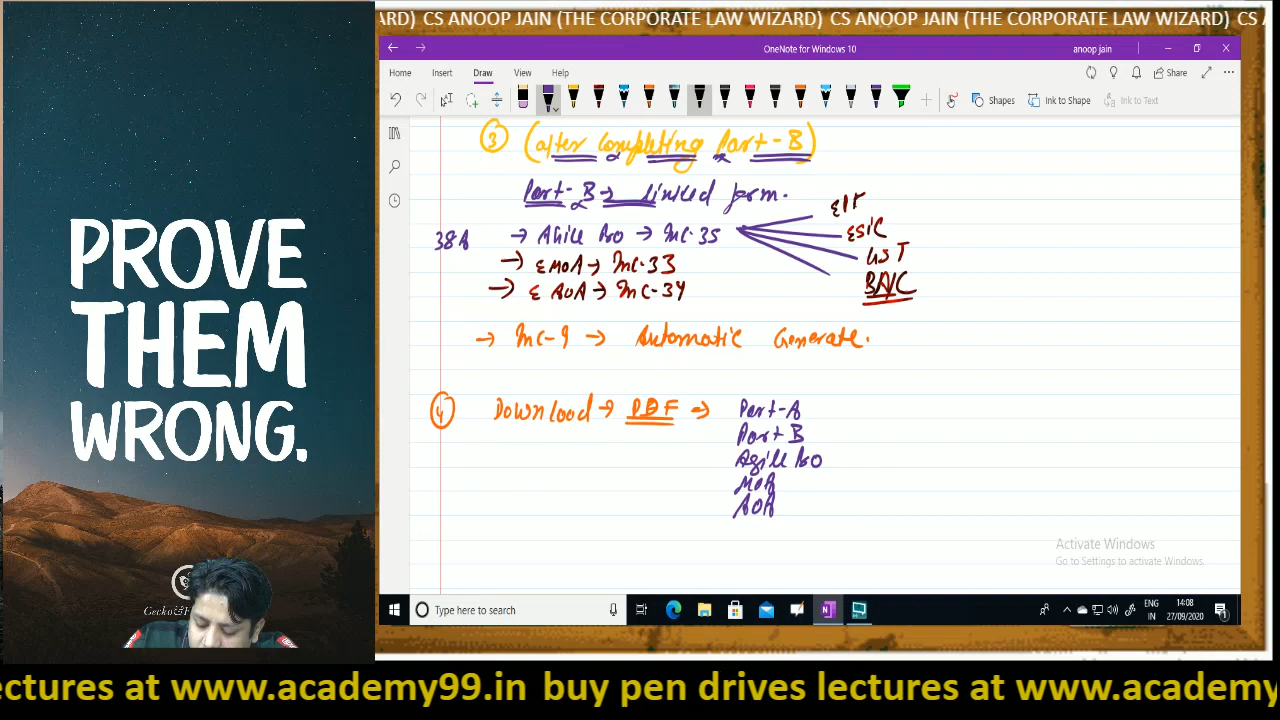 ARD) CS ANOOP JAIN (THE CORPORATE LAW WIZARD) CS ANOOP JAIN (THE CORPORATE LAW WIZARD) CS A
OneNote for Windows 10
anoop jain
Home Insert Draw View Help
Share
Shapes
Ink to Shape
Ink to Text
PROVE
THEM
WRONG.
3 (after completing Part-B)
Part-B → Linked form.
38A → Agile Pro → INC-35
EPF
ESIC
GST
BA/C
→ EMOA → INC-33
→ EAOA → INC-34
→ INC-9 → Automatic Generate.
4 Download → PDF ⇒ Part-A
Part B
Agile Pro
MOA
AOA
Activate Windows
Go to Settings to activate Windows.
Type here to search
ENG
IN
14:08
27/09/2020
ectures at www.academy99.in buy pen drives lectures at www.academy